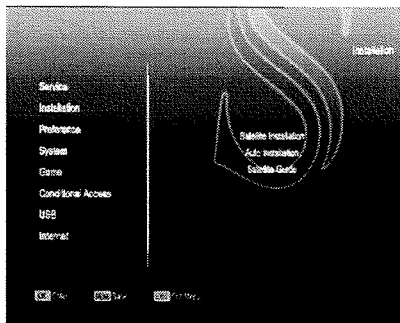 Installation
Service
Installation
Preference
System
Game
Conditional Access
USB
Internet
Satellite Installation
Auto Installation
Satellite Guide